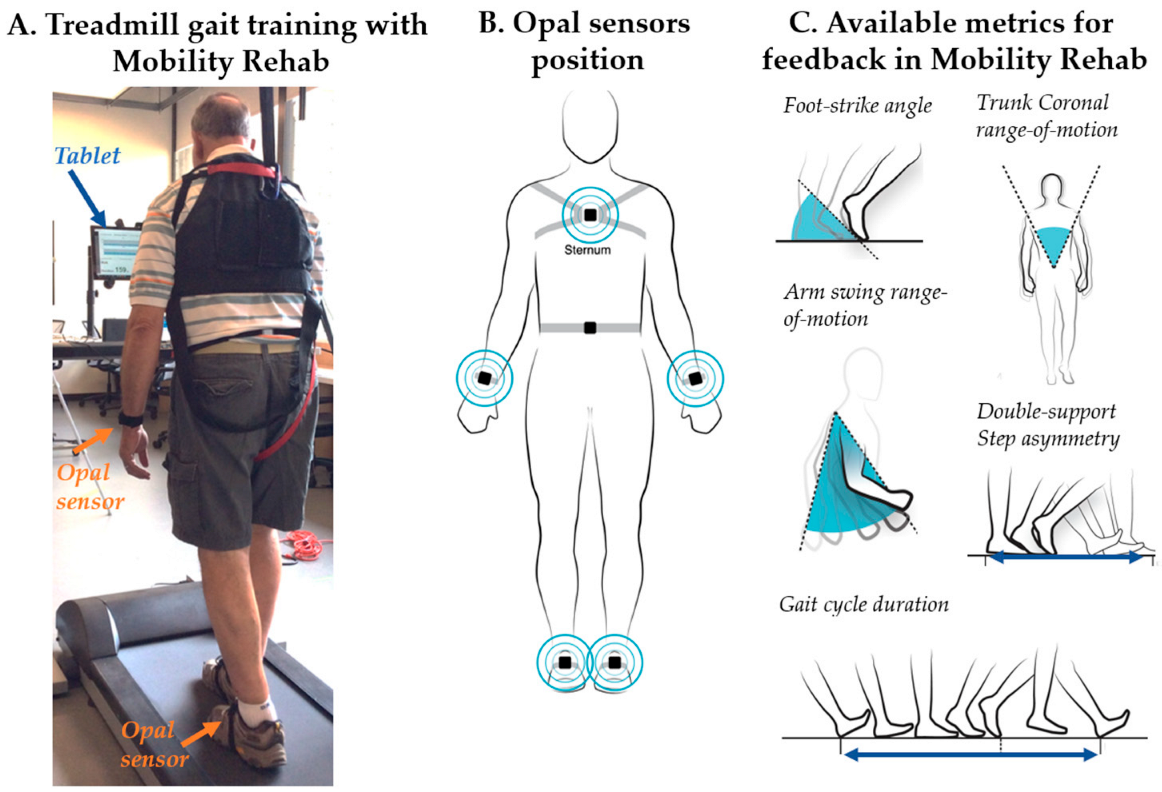 A. Treadmill gait training with
Mobility Rehab
Tablet
159
Opal
sensor
Opal
sensor
B. Opal sensors
position
Sternum
C. Available metrics for
feedback in Mobility Rehab
Foot-strike angle
Trunk Coronal
range-of-motion
Arm swing range-
of-motion
Double-support
Step asymmetry
Gait cycle duration